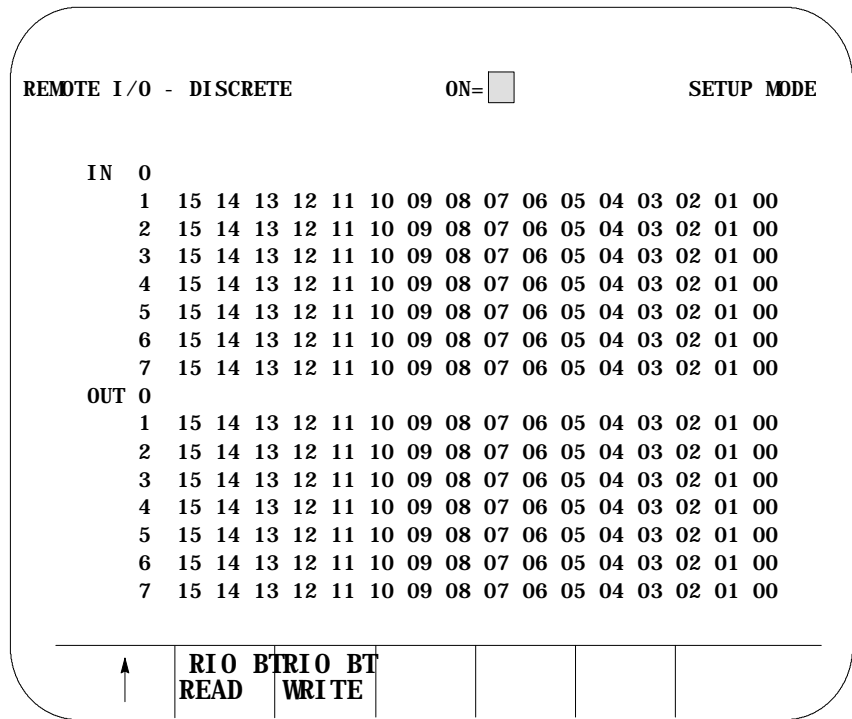 REMOTE I/O - DISCRETE ON= SETUP MODE
IN 0
1 15 14 13 12 11 10 09 08 07 06 05 04 03 02 01 00
2 15 14 13 12 11 10 09 08 07 06 05 04 03 02 01 00
3 15 14 13 12 11 10 09 08 07 06 05 04 03 02 01 00
4 15 14 13 12 11 10 09 08 07 06 05 04 03 02 01 00
5 15 14 13 12 11 10 09 08 07 06 05 04 03 02 01 00
6 15 14 13 12 11 10 09 08 07 06 05 04 03 02 01 00
7 15 14 13 12 11 10 09 08 07 06 05 04 03 02 01 00
OUT 0
1 15 14 13 12 11 10 09 08 07 06 05 04 03 02 01 00
2 15 14 13 12 11 10 09 08 07 06 05 04 03 02 01 00
3 15 14 13 12 11 10 09 08 07 06 05 04 03 02 01 00
4 15 14 13 12 11 10 09 08 07 06 05 04 03 02 01 00
5 15 14 13 12 11 10 09 08 07 06 05 04 03 02 01 00
6 15 14 13 12 11 10 09 08 07 06 05 04 03 02 01 00
7 15 14 13 12 11 10 09 08 07 06 05 04 03 02 01 00
RIO BT
READ
RIO BT
WRITE